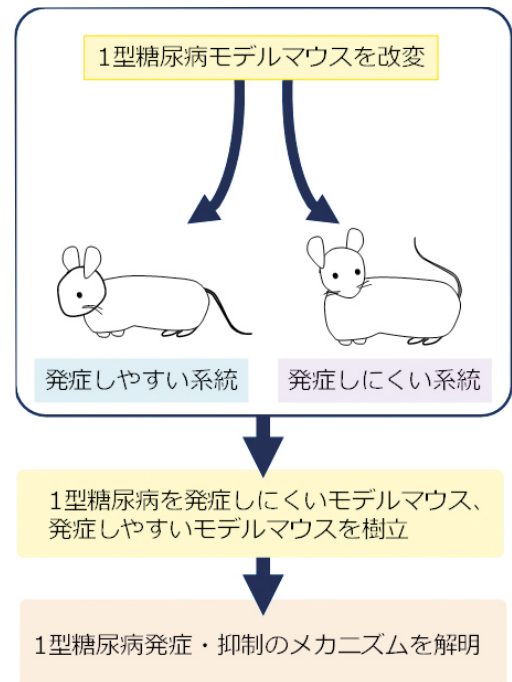 1型糖尿病モデルマウスを改変
発症しやすい系統
発症しにくい系統
1型糖尿病を発症しにくいモデルマウス、
発症しやすいモデルマウスを樹立
1型糖尿病発症・抑制のメカニズムを解明